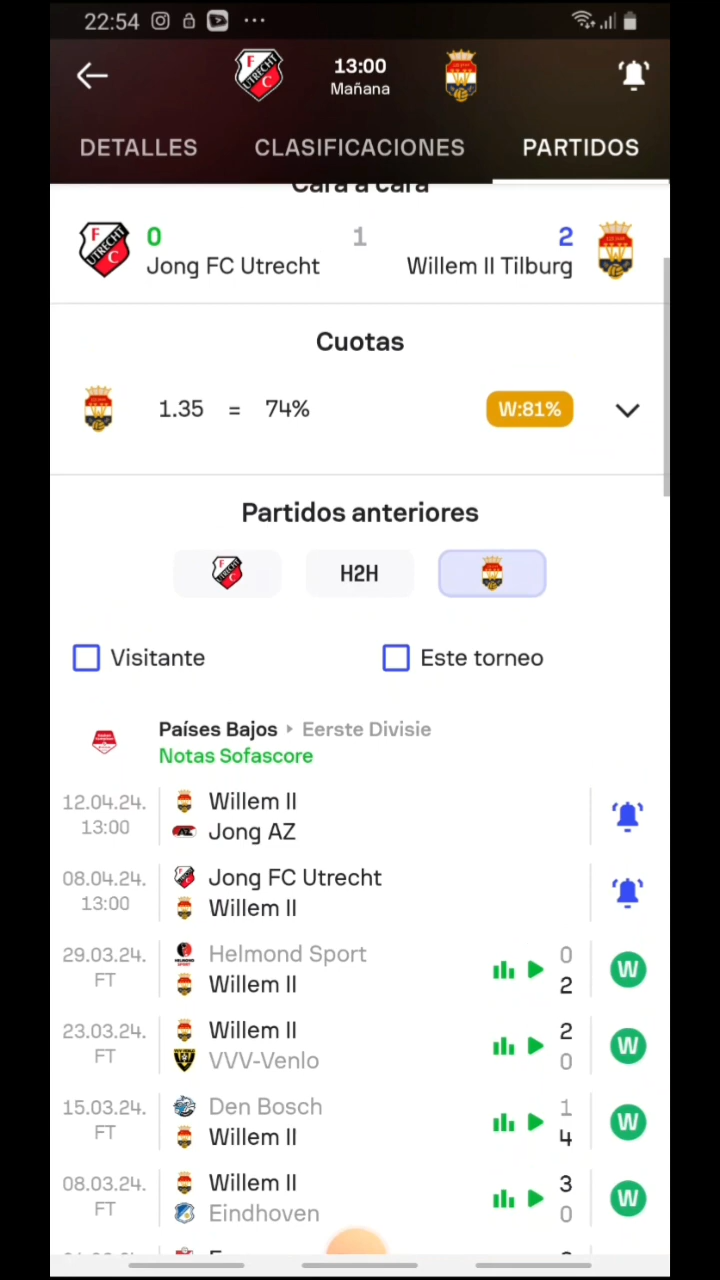 22:54
13:00
Mañana
DETALLES CLASIFICACIONES PARTIDOS
Cara a cara
0 1 2
Jong FC Utrecht Willem II Tilburg
Cuotas
1.35 = 74% W:81%
Partidos anteriores
H2H
Visitante Este torneo
Países Bajos Eerste Divisie
Notas Sofascore
12.04.24. Willem II
13:00 Jong AZ
08.04.24. Jong FC Utrecht
13:00 Willem II
29.03.24. Helmond Sport 0
FT Willem II 2 W
23.03.24. Willem II 2
FT VVV-Venlo 0 W
15.03.24. Den Bosch 1
FT Willem II 4 W
08.03.24. Willem II 3
FT Eindhoven 0 W